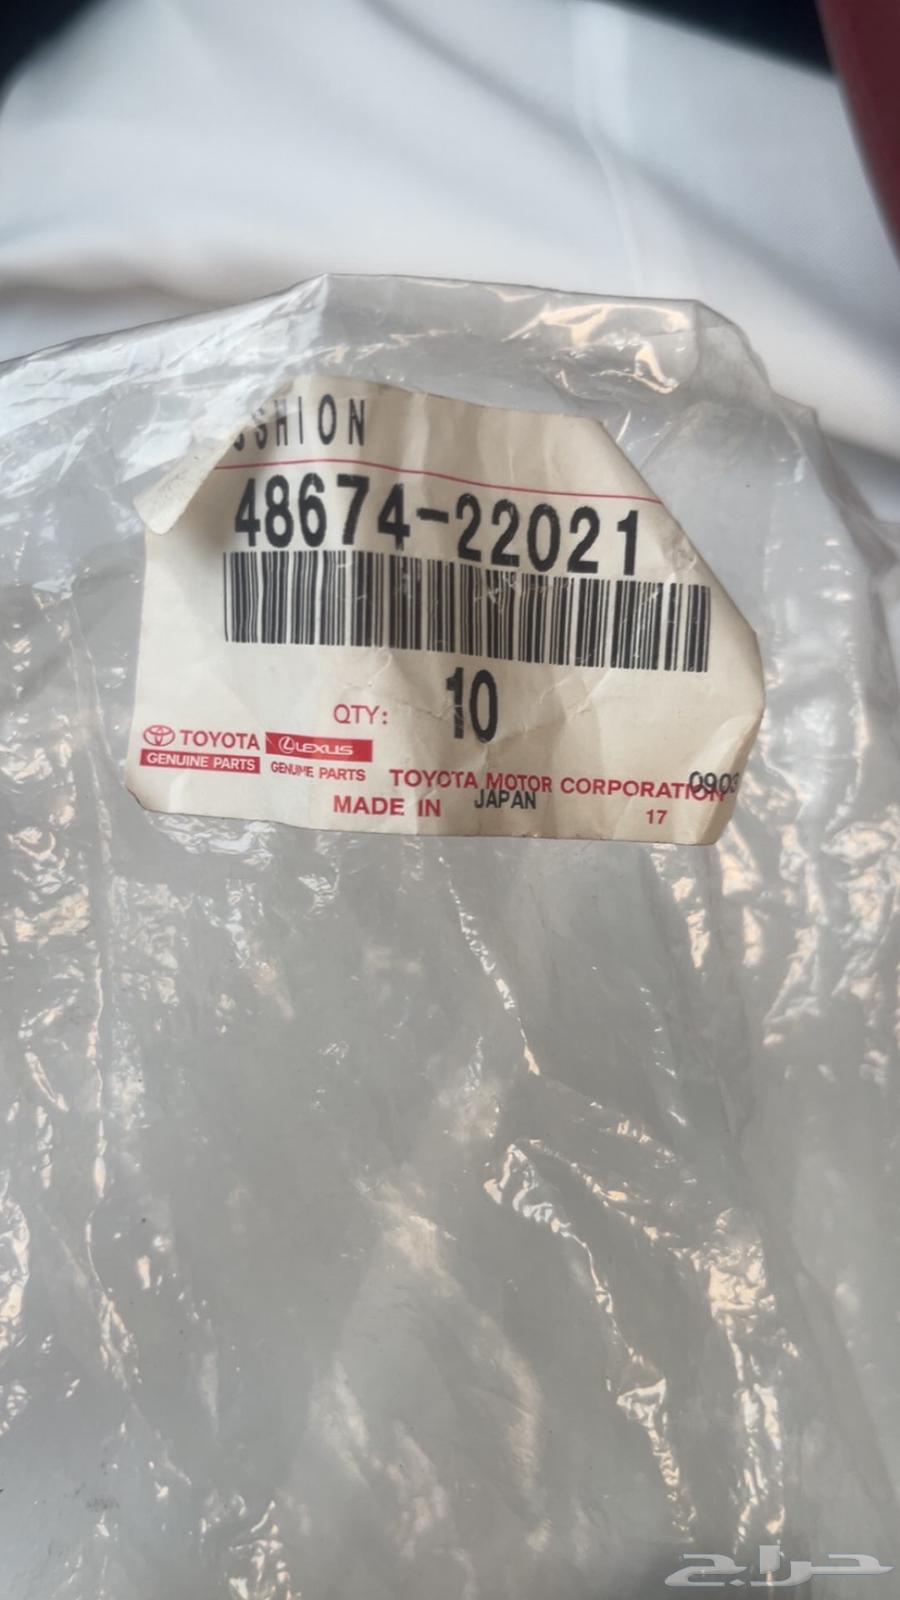 USHION
48674-22021
QTY: 10
TOYOTA LEXUS
GENUINE PARTS GENUINE PARTS TOYOTA MOTOR CORPORATION 0903
MADE IN JAPAN 17
حراج